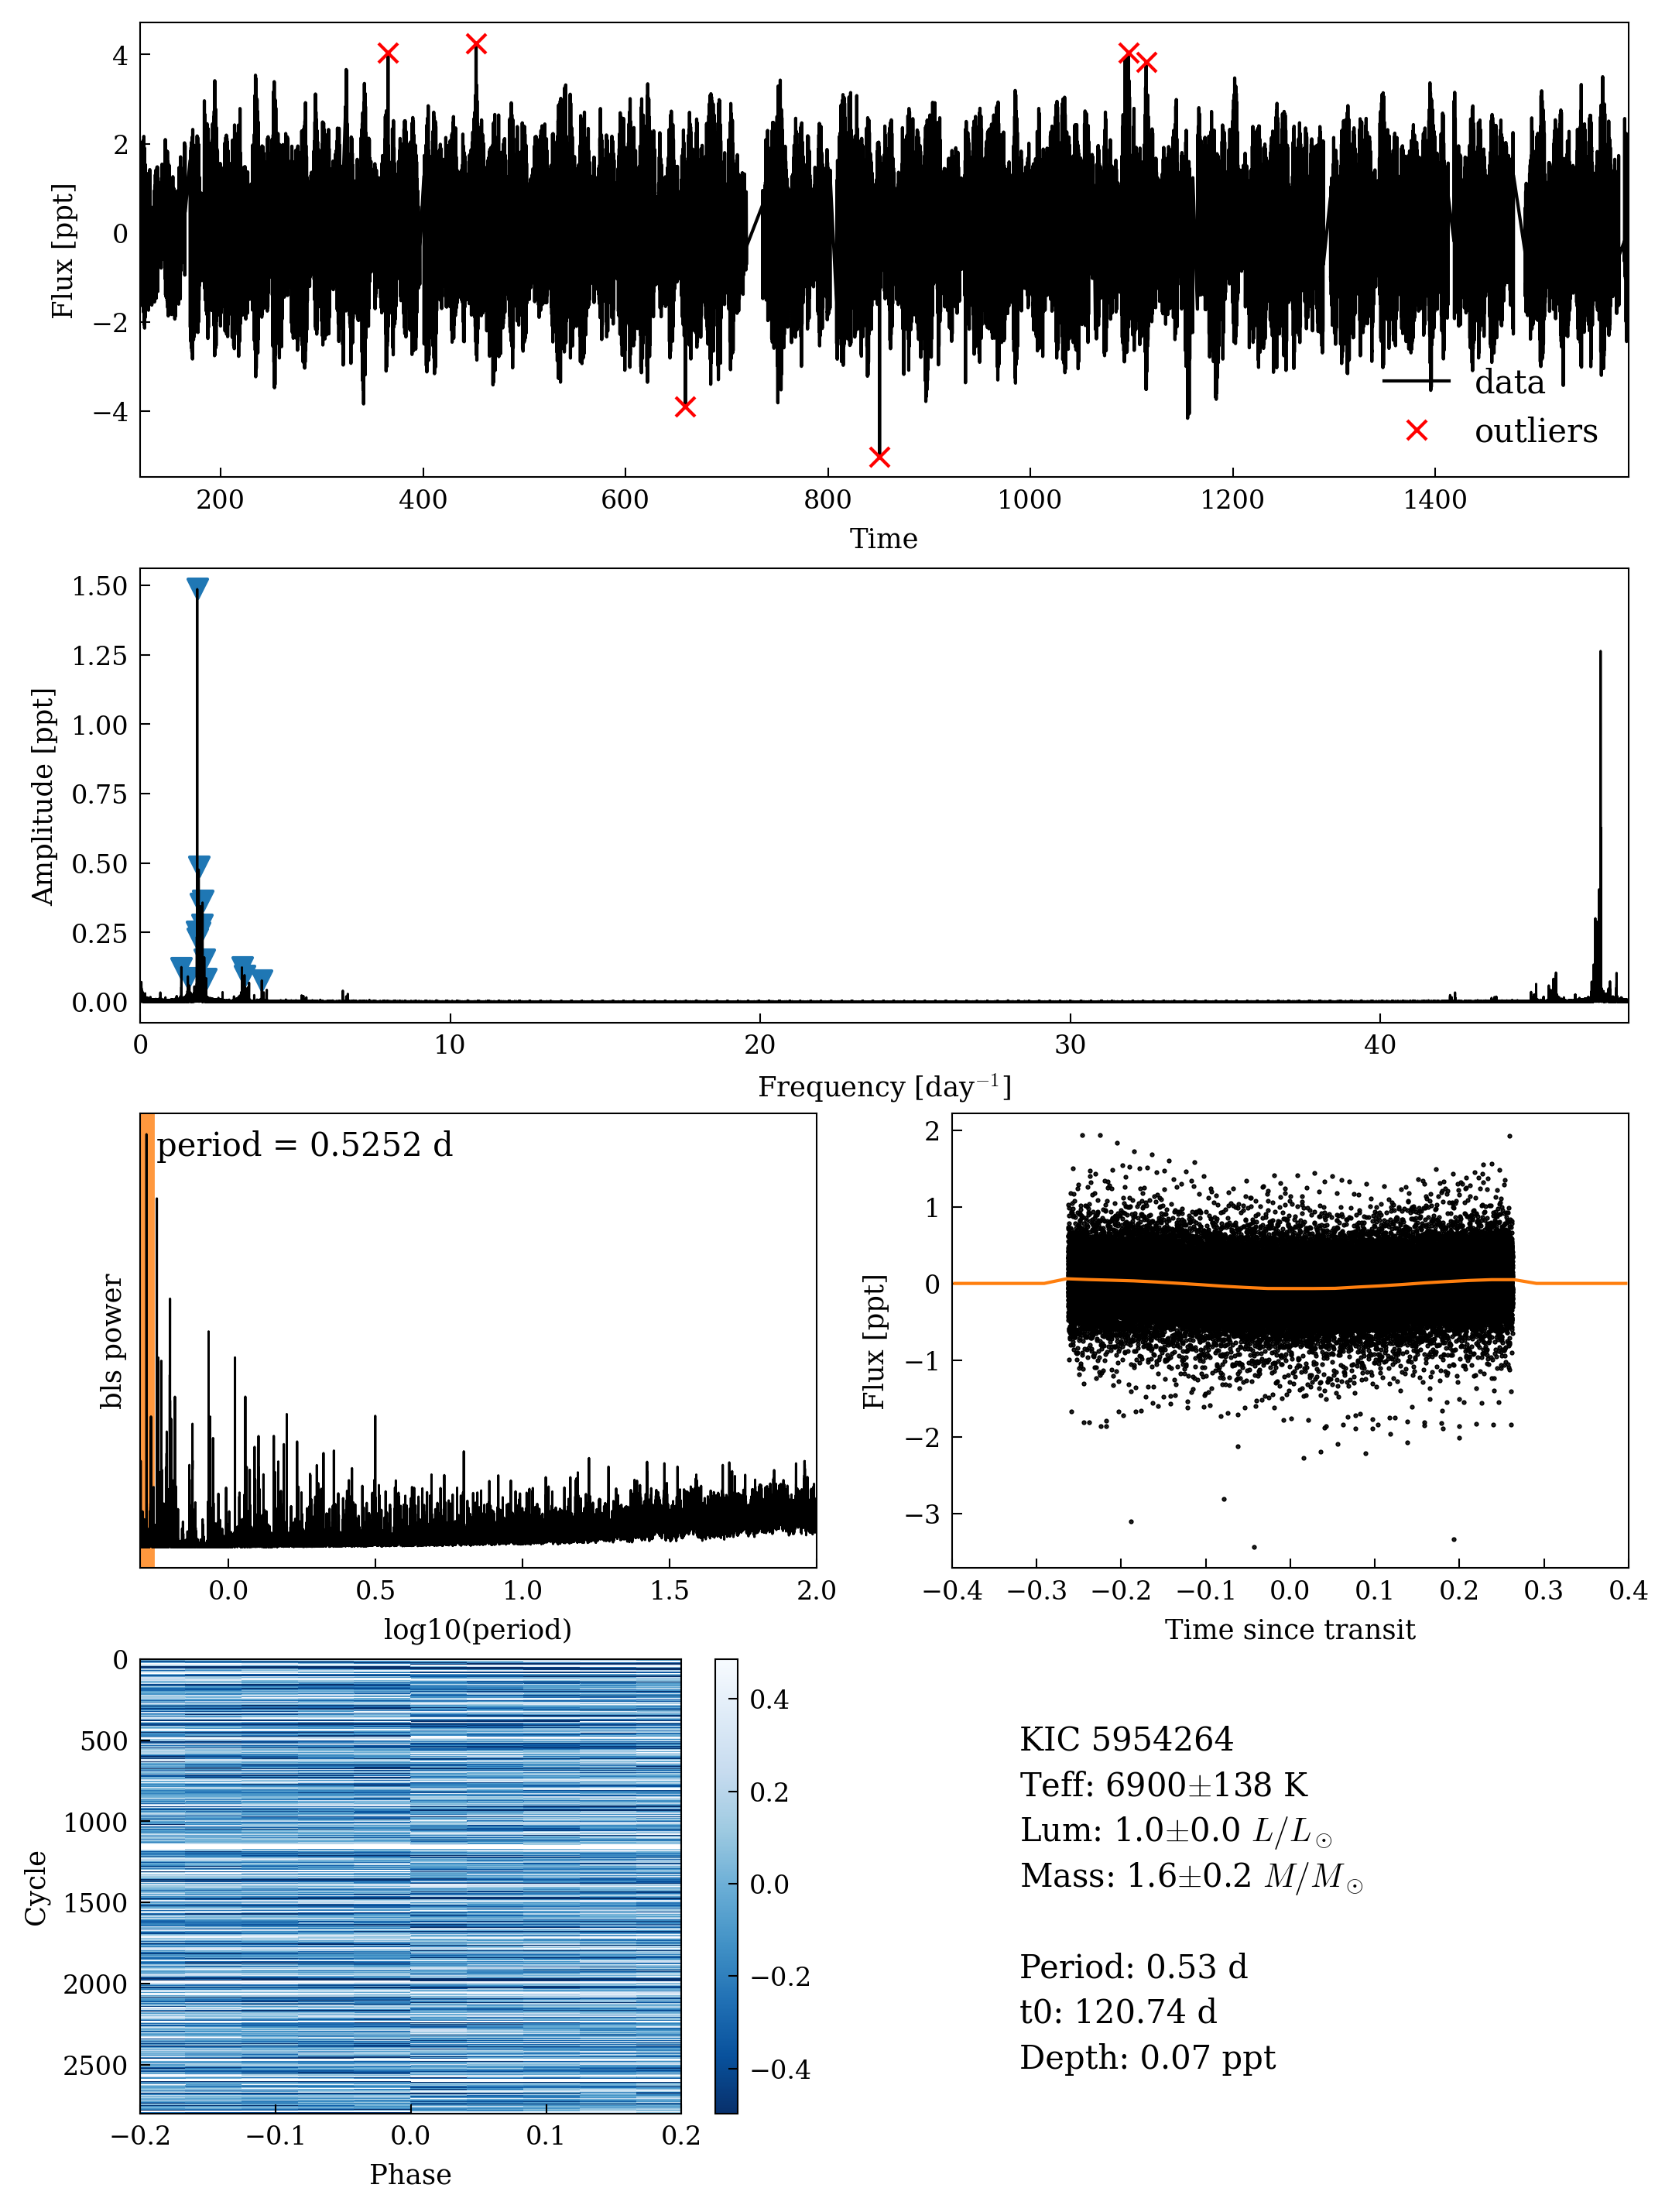 4
2
0
−2
−4
Flux [ppt]
data
outliers
200 400 600 800 1000 1200 1400
Time
1.50
1.25
1.00
0.75
0.50
0.25
0.00
Amplitude [ppt]
0 10 20 30 40
Frequency [day⁻¹]
period = 0.5252 d
bls power
0.0 0.5 1.0 1.5 2.0
log10(period)
2
1
0
−1
−2
−3
Flux [ppt]
−0.4 −0.3 −0.2 −0.1 0.0 0.1 0.2 0.3 0.4
Time since transit
0
500
1000
1500
2000
2500
Cycle
−0.2 −0.1 0.0 0.1 0.2
Phase
0.4
0.2
0.0
−0.2
−0.4
KIC 5954264
Teff: 6900±138 K
Lum: 1.0±0.0 L/L☉
Mass: 1.6±0.2 M/M☉
Period: 0.53 d
t0: 120.74 d
Depth: 0.07 ppt